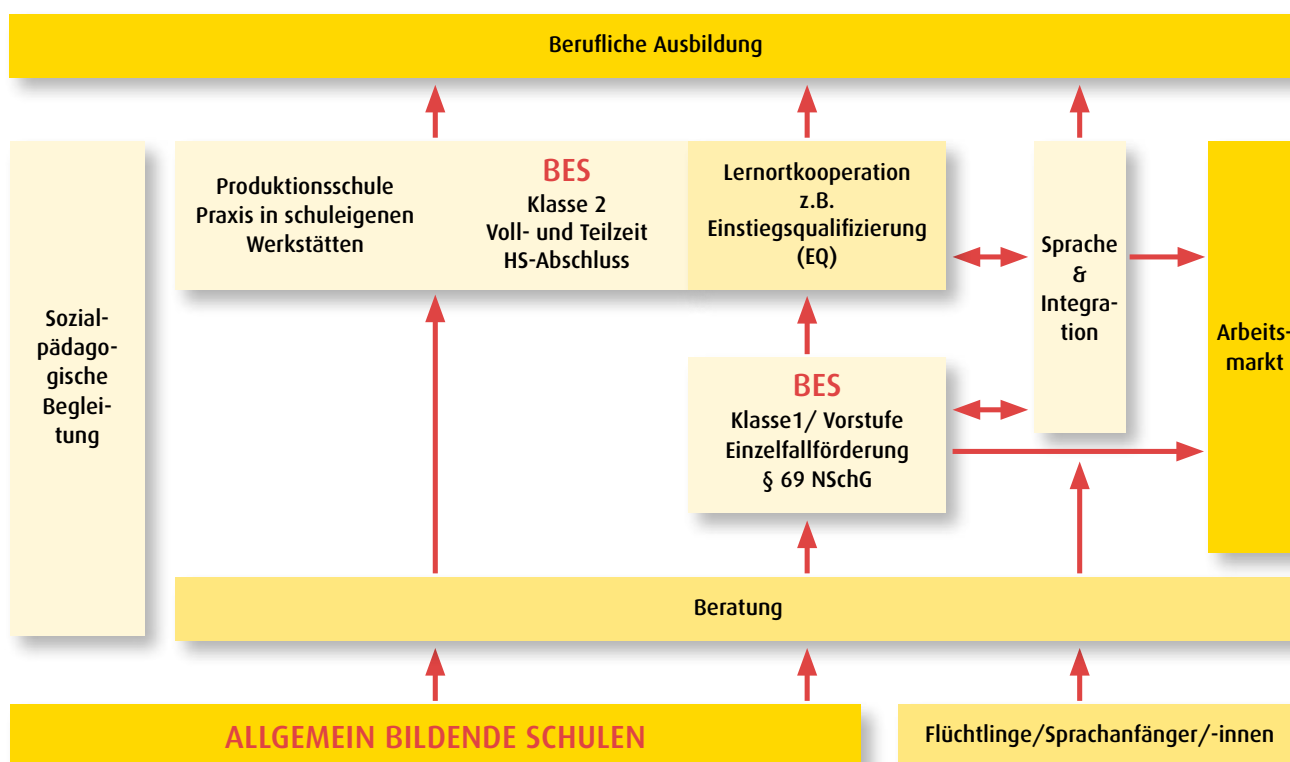 Berufliche Ausbildung
Sozial-
pädago-
gische
Beglei-
tung
Produktionsschule
Praxis in schuleigenen
Werkstätten
BES
Klasse 2
Voll- und Teilzeit
HS-Abschluss
Lernortkooperation
z.B.
Einstiegsqualifizierung
(EQ)
Sprache
&
Integra-
tion
Arbeits-
markt
BES
Klasse1/ Vorstufe
Einzelfallförderung
§ 69 NSchG
Beratung
ALLGEMEIN BILDENDE SCHULEN
Flüchtlinge/Sprachanfänger/-innen